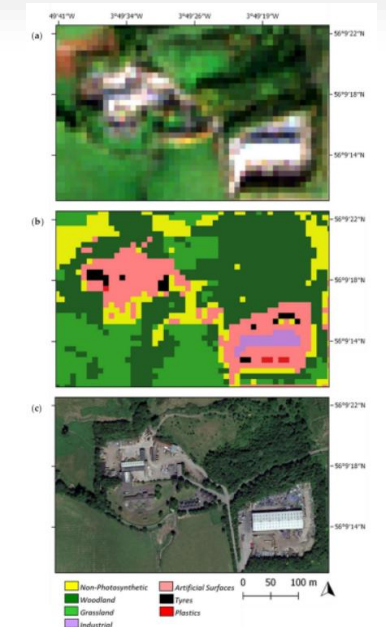 49'41"W 3°49'34"W 3°49'26"W 3°49'19"W
(a)
56°9'22"N
56°9'18"N
56°9'14"N
(b)
56°9'22"N
56°9'18"N
56°9'14"N
(c)
56°9'22"N
56°9'18"N
56°9'14"N
Non-Photosynthetic Artificial Surfaces
Woodland Tyres
Grassland Plastics
Industrial
0 50 100 m